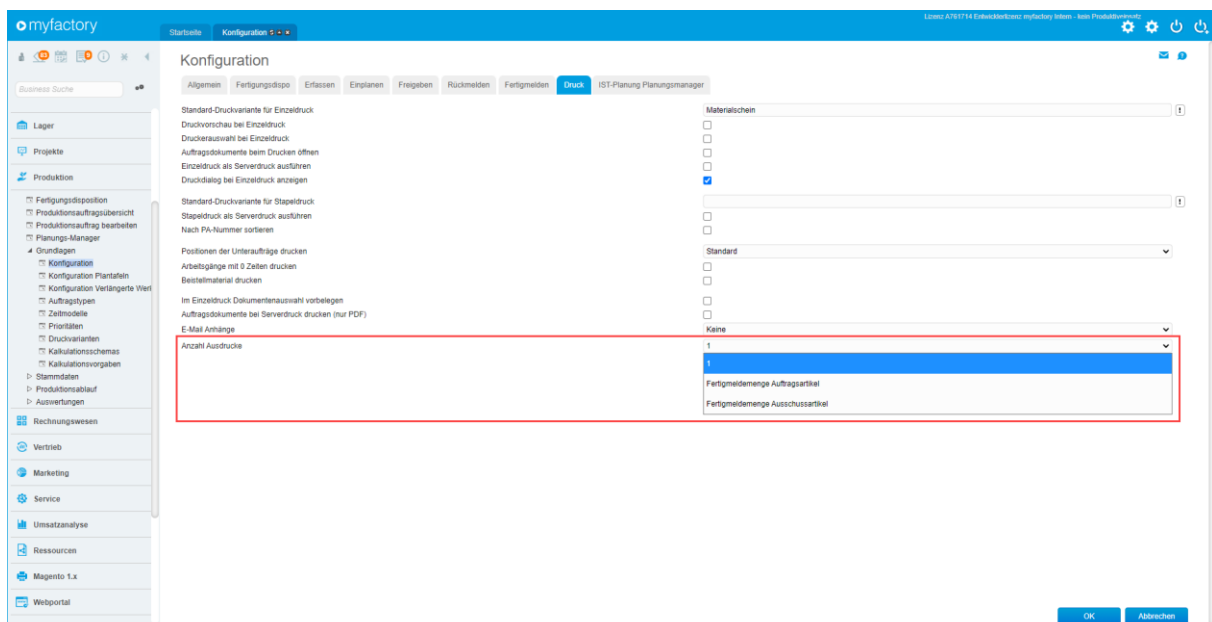 myfactory
Lizenz A761714 Entwicklerlizenz myfactory Intern - kein Produktiveinsatz
Startseite Konfiguration
Business Suche
Konfiguration
Allgemein Fertigungsdispo Erfassen Einplanen Freigeben Rückmelden Fertigmelden Druck IST-Planung Planungsmanager
Lager
Projekte
Produktion
Fertigungsdisposition
Produktionsauftragsübersicht
Produktionsauftrag bearbeiten
Planungs-Manager
Grundlagen
Konfiguration
Konfiguration Plantafeln
Konfiguration Verlängerte Werk
Auftragstypen
Zeitmodelle
Prioritäten
Druckvarianten
Kalkulationsschemas
Kalkulationsvorgaben
Stammdaten
Produktionsablauf
Auswertungen
Rechnungswesen
Vertrieb
Marketing
Service
Umsatzanalyse
Ressourcen
Magento 1.x
Webportal
Standard-Druckvariante für Einzeldruck Materialschein
Druckvorschau bei Einzeldruck
Druckerauswahl bei Einzeldruck
Auftragsdokumente beim Drucken öffnen
Einzeldruck als Serverdruck ausführen
Druckdialog bei Einzeldruck anzeigen
Standard-Druckvariante für Stapeldruck
Stapeldruck als Serverdruck ausführen
Nach PA-Nummer sortieren
Positionen der Unteraufträge drucken Standard
Arbeitsgänge mit 0 Zeiten drucken
Beistellmaterial drucken
Im Einzeldruck Dokumentenauswahl vorbelegen
Auftragsdokumente bei Serverdruck drucken (nur PDF)
E-Mail Anhänge Keine
Anzahl Ausdrucke 1
1
Fertigmeldemenge Auftragsartikel
Fertigmeldemenge Ausschussartikel
OK Abbrechen